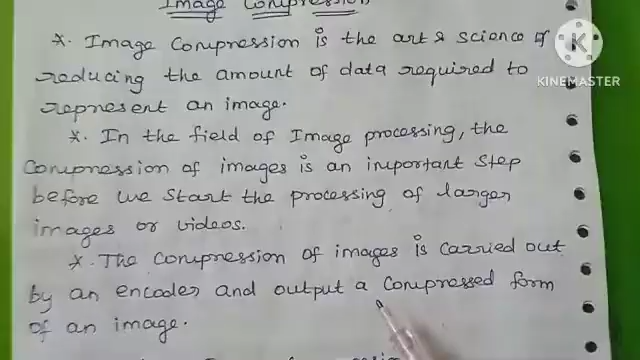 Image Compression
*. Image Compression is the art & science of
reducing the amount of data required to
represent an image.
*. In the field of Image processing, the
Compression of images is an important step
before we start the processing of larger
images or videos.
*. The compression of images is carried out
by an encoder and output a compressed form
of an image.
KINEMASTER